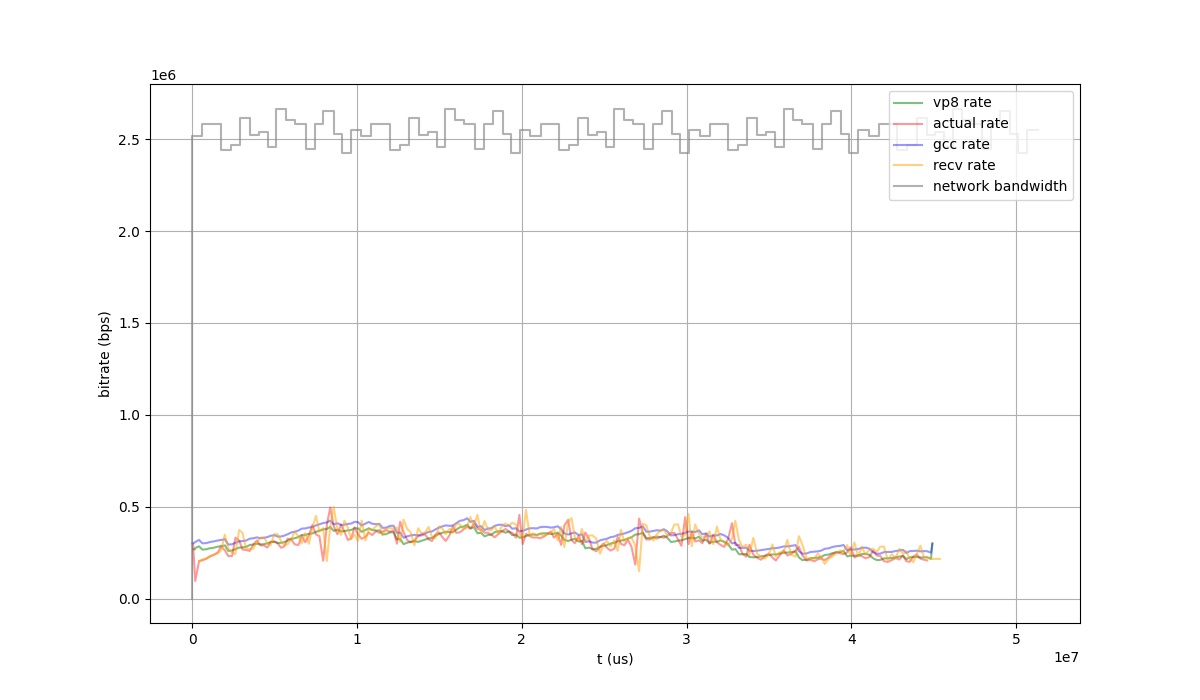 1e6
vp8 rate
actual rate
gcc rate
recv rate
network bandwidth
2.5
2.0
1.5
1.0
0.5
0.0
bitrate (bps)
0 1 2 3 4 5
1e7
t (us)